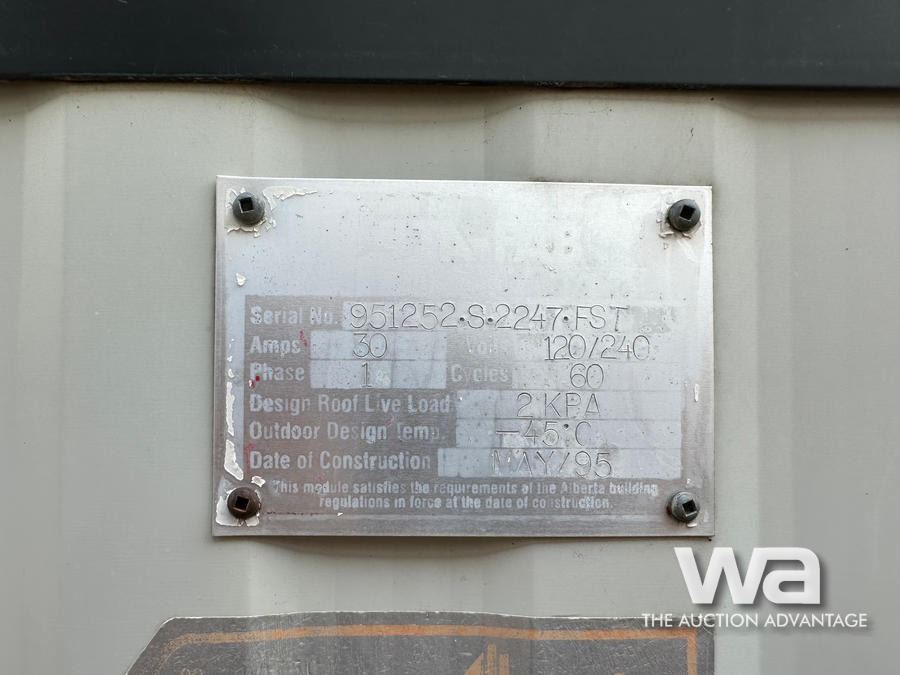 Serial No. 951252·S·2247·FST
Amps 30 Volts 120/240
Phase 1 Cycles 60
Design Roof Live Load 2 KPA
Outdoor Design Temp. -45°C
Date of Construction MAY/95
This module satisfies the requirements of the Alberta building
regulations in force at the date of construction.
wa
THE AUCTION ADVANTAGE